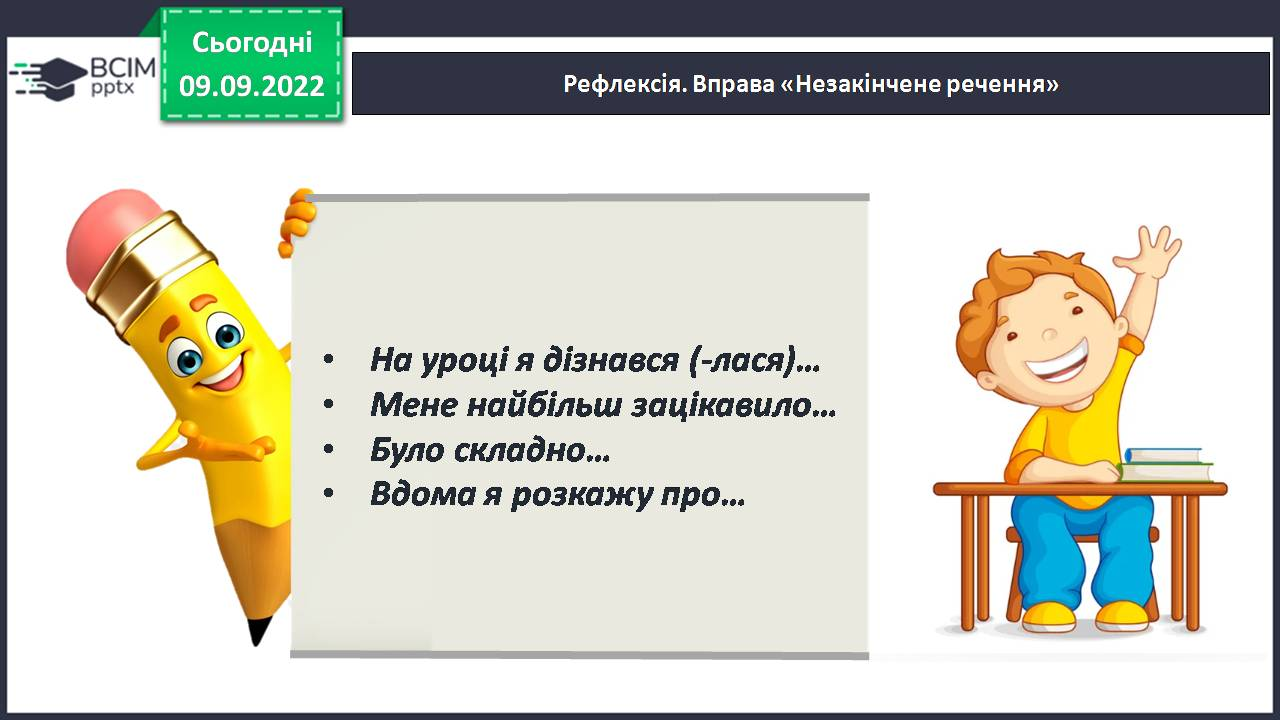 Сьогодні
09.09.2022
BCIM
pptx
Рефлексія. Вправа «Незакінчене речення»
• На уроці я дізнався (-лася)...
• Мене найбільш зацікавило...
• Було складно...
• Вдома я розкажу про...